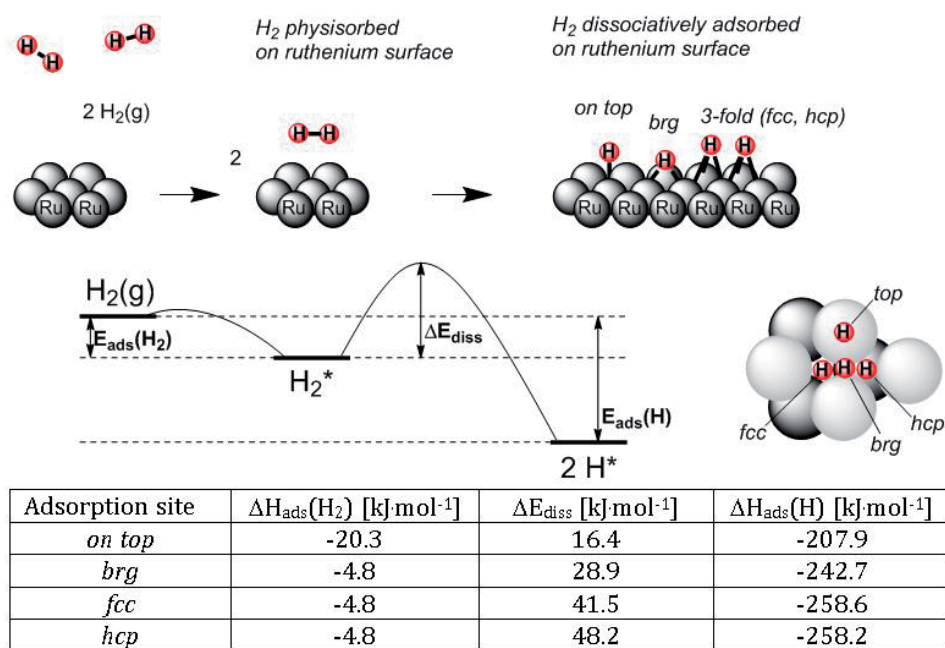 H2 physisorbed
on ruthenium surface
H2 dissociatively adsorbed
on ruthenium surface
H
H
H
H
2 H2(g)
2
H H
on top
brg
3-fold (fcc, hcp)
H
H
H
H
Ru Ru
Ru Ru
Ru Ru Ru Ru Ru Ru
H2(g)
Eads(H2)
H2*
ΔEdiss
Eads(H)
2 H*
top
H
H H H
fcc
brg
hcp
Adsorption site ΔHads(H2) [kJ·mol-1] ΔEdiss [kJ·mol-1] ΔHads(H) [kJ·mol-1]
on top -20.3 16.4 -207.9
brg -4.8 28.9 -242.7
fcc -4.8 41.5 -258.6
hcp -4.8 48.2 -258.2